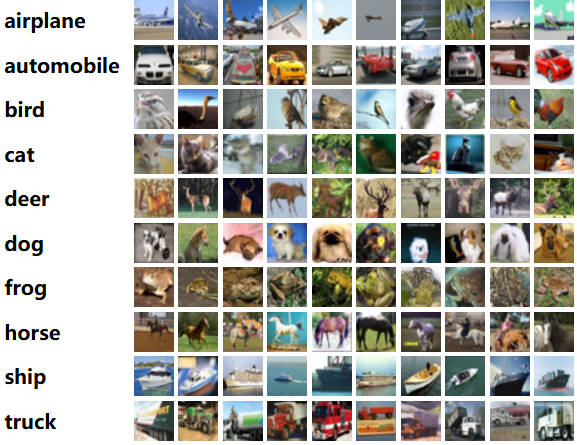 airplane
automobile
bird
cat
deer
dog
frog
horse
ship
truck